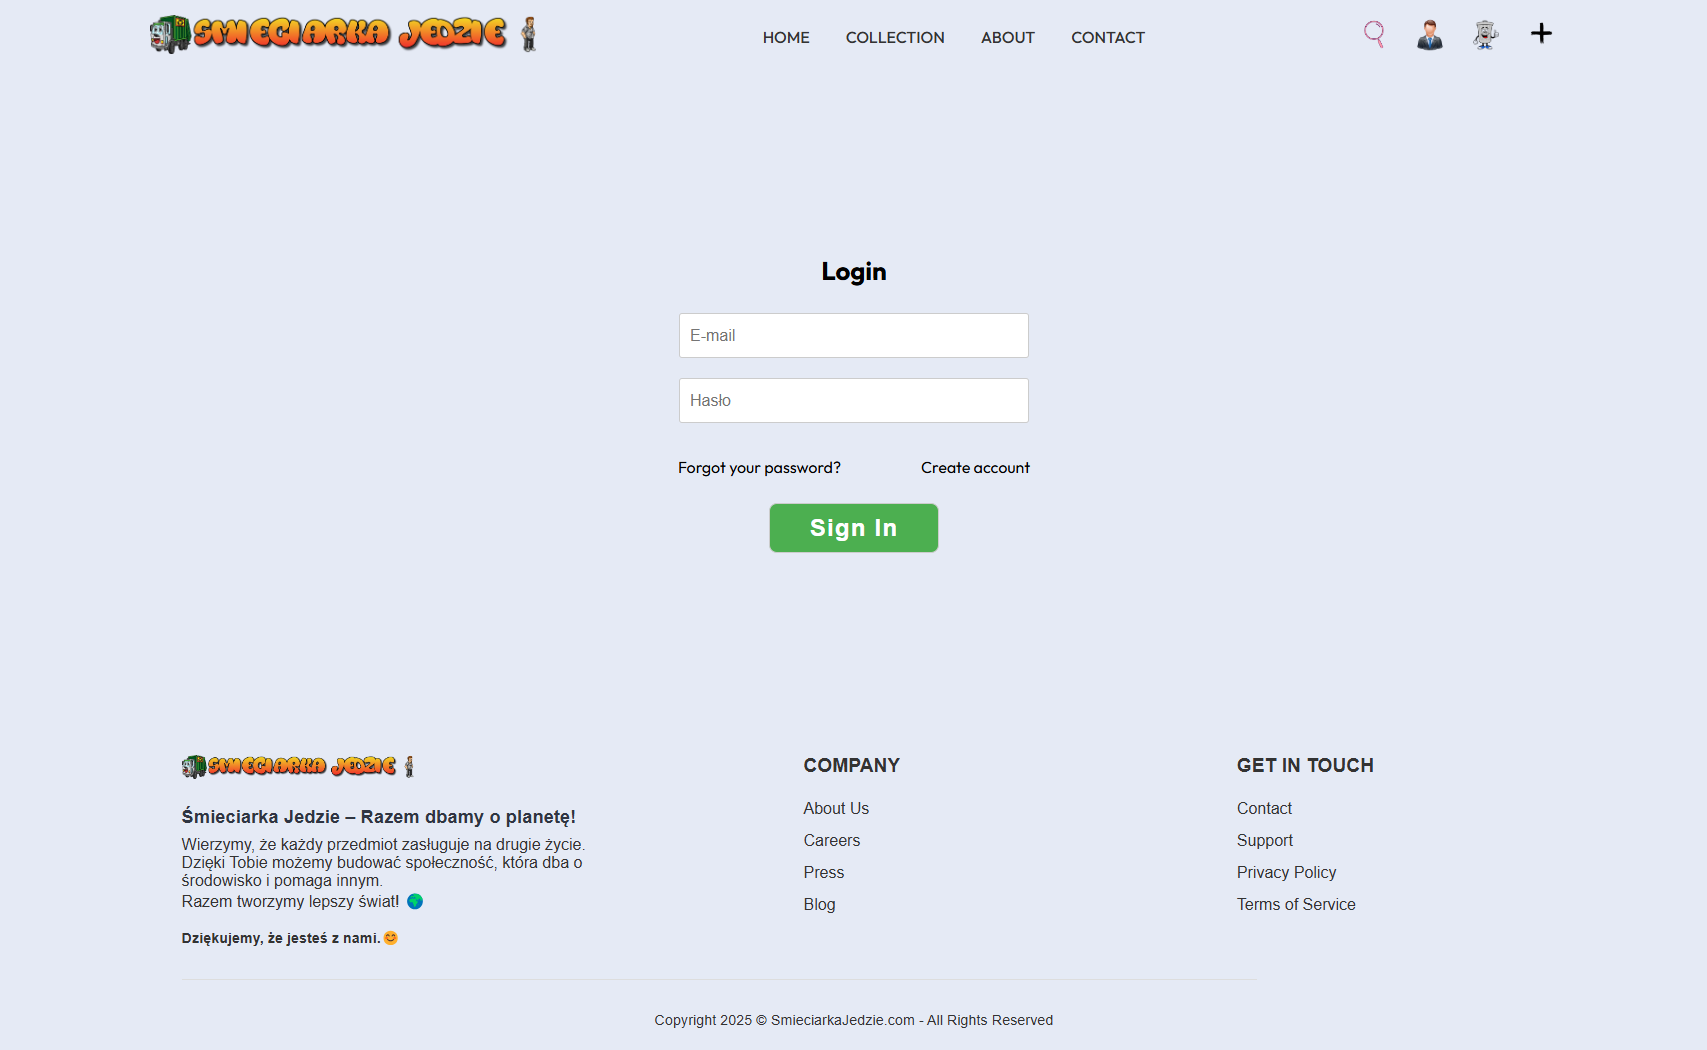 ŚMIECIARKA JEDZIE
HOME COLLECTION ABOUT CONTACT
Login
E-mail
Hasło
Forgot your password? Create account
Sign In
ŚMIECIARKA JEDZIE
Śmieciarka Jedzie – Razem dbamy o planetę!
Wierzymy, że każdy przedmiot zasługuje na drugie życie.
Dzięki Tobie możemy budować społeczność, która dba o
środowisko i pomaga innym.
Razem tworzymy lepszy świat! 🌍
Dziękujemy, że jesteś z nami.😊
COMPANY
About Us
Careers
Press
Blog
GET IN TOUCH
Contact
Support
Privacy Policy
Terms of Service
Copyright 2025 © SmieciarkaJedzie.com - All Rights Reserved